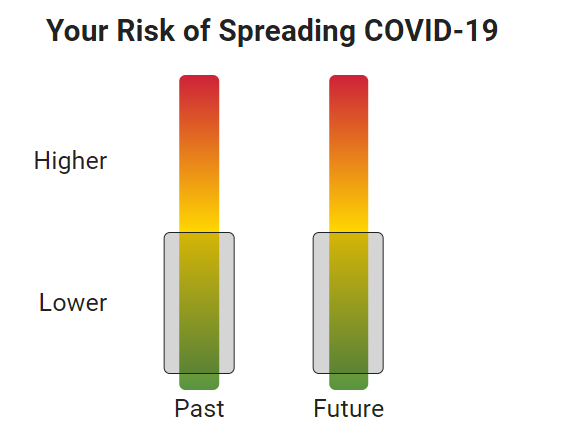 Your Risk of Spreading COVID-19
Higher
Lower
Past Future